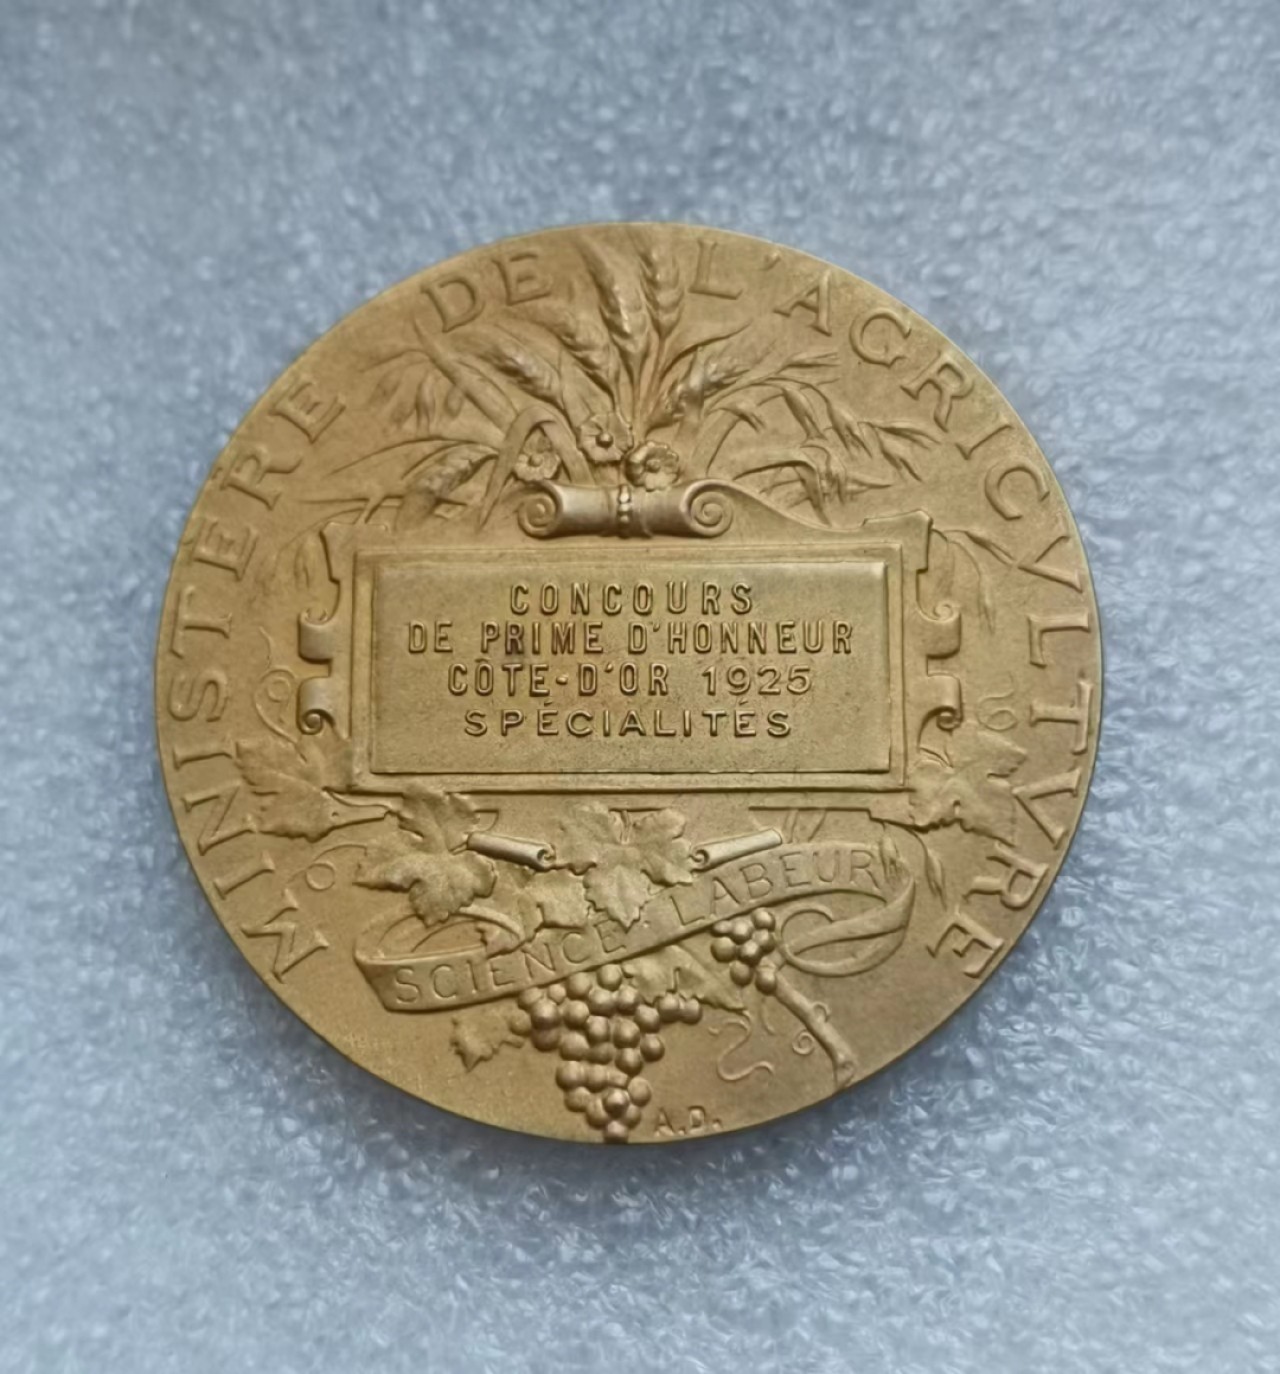 MINISTÈRE DE L'AGRICVLTVRE
CONCOURS
DE PRIME D'HONNEUR
CÔTE-D'OR 1925
SPÉCIALITÉS
SCIENCE LABEUR
A.D.